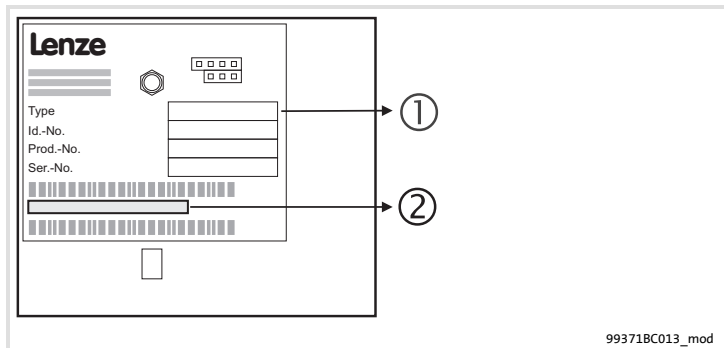 Lenze
Type
Id.-No.
Prod.-No.
Ser.-No.
①
②
99371BC013_mod